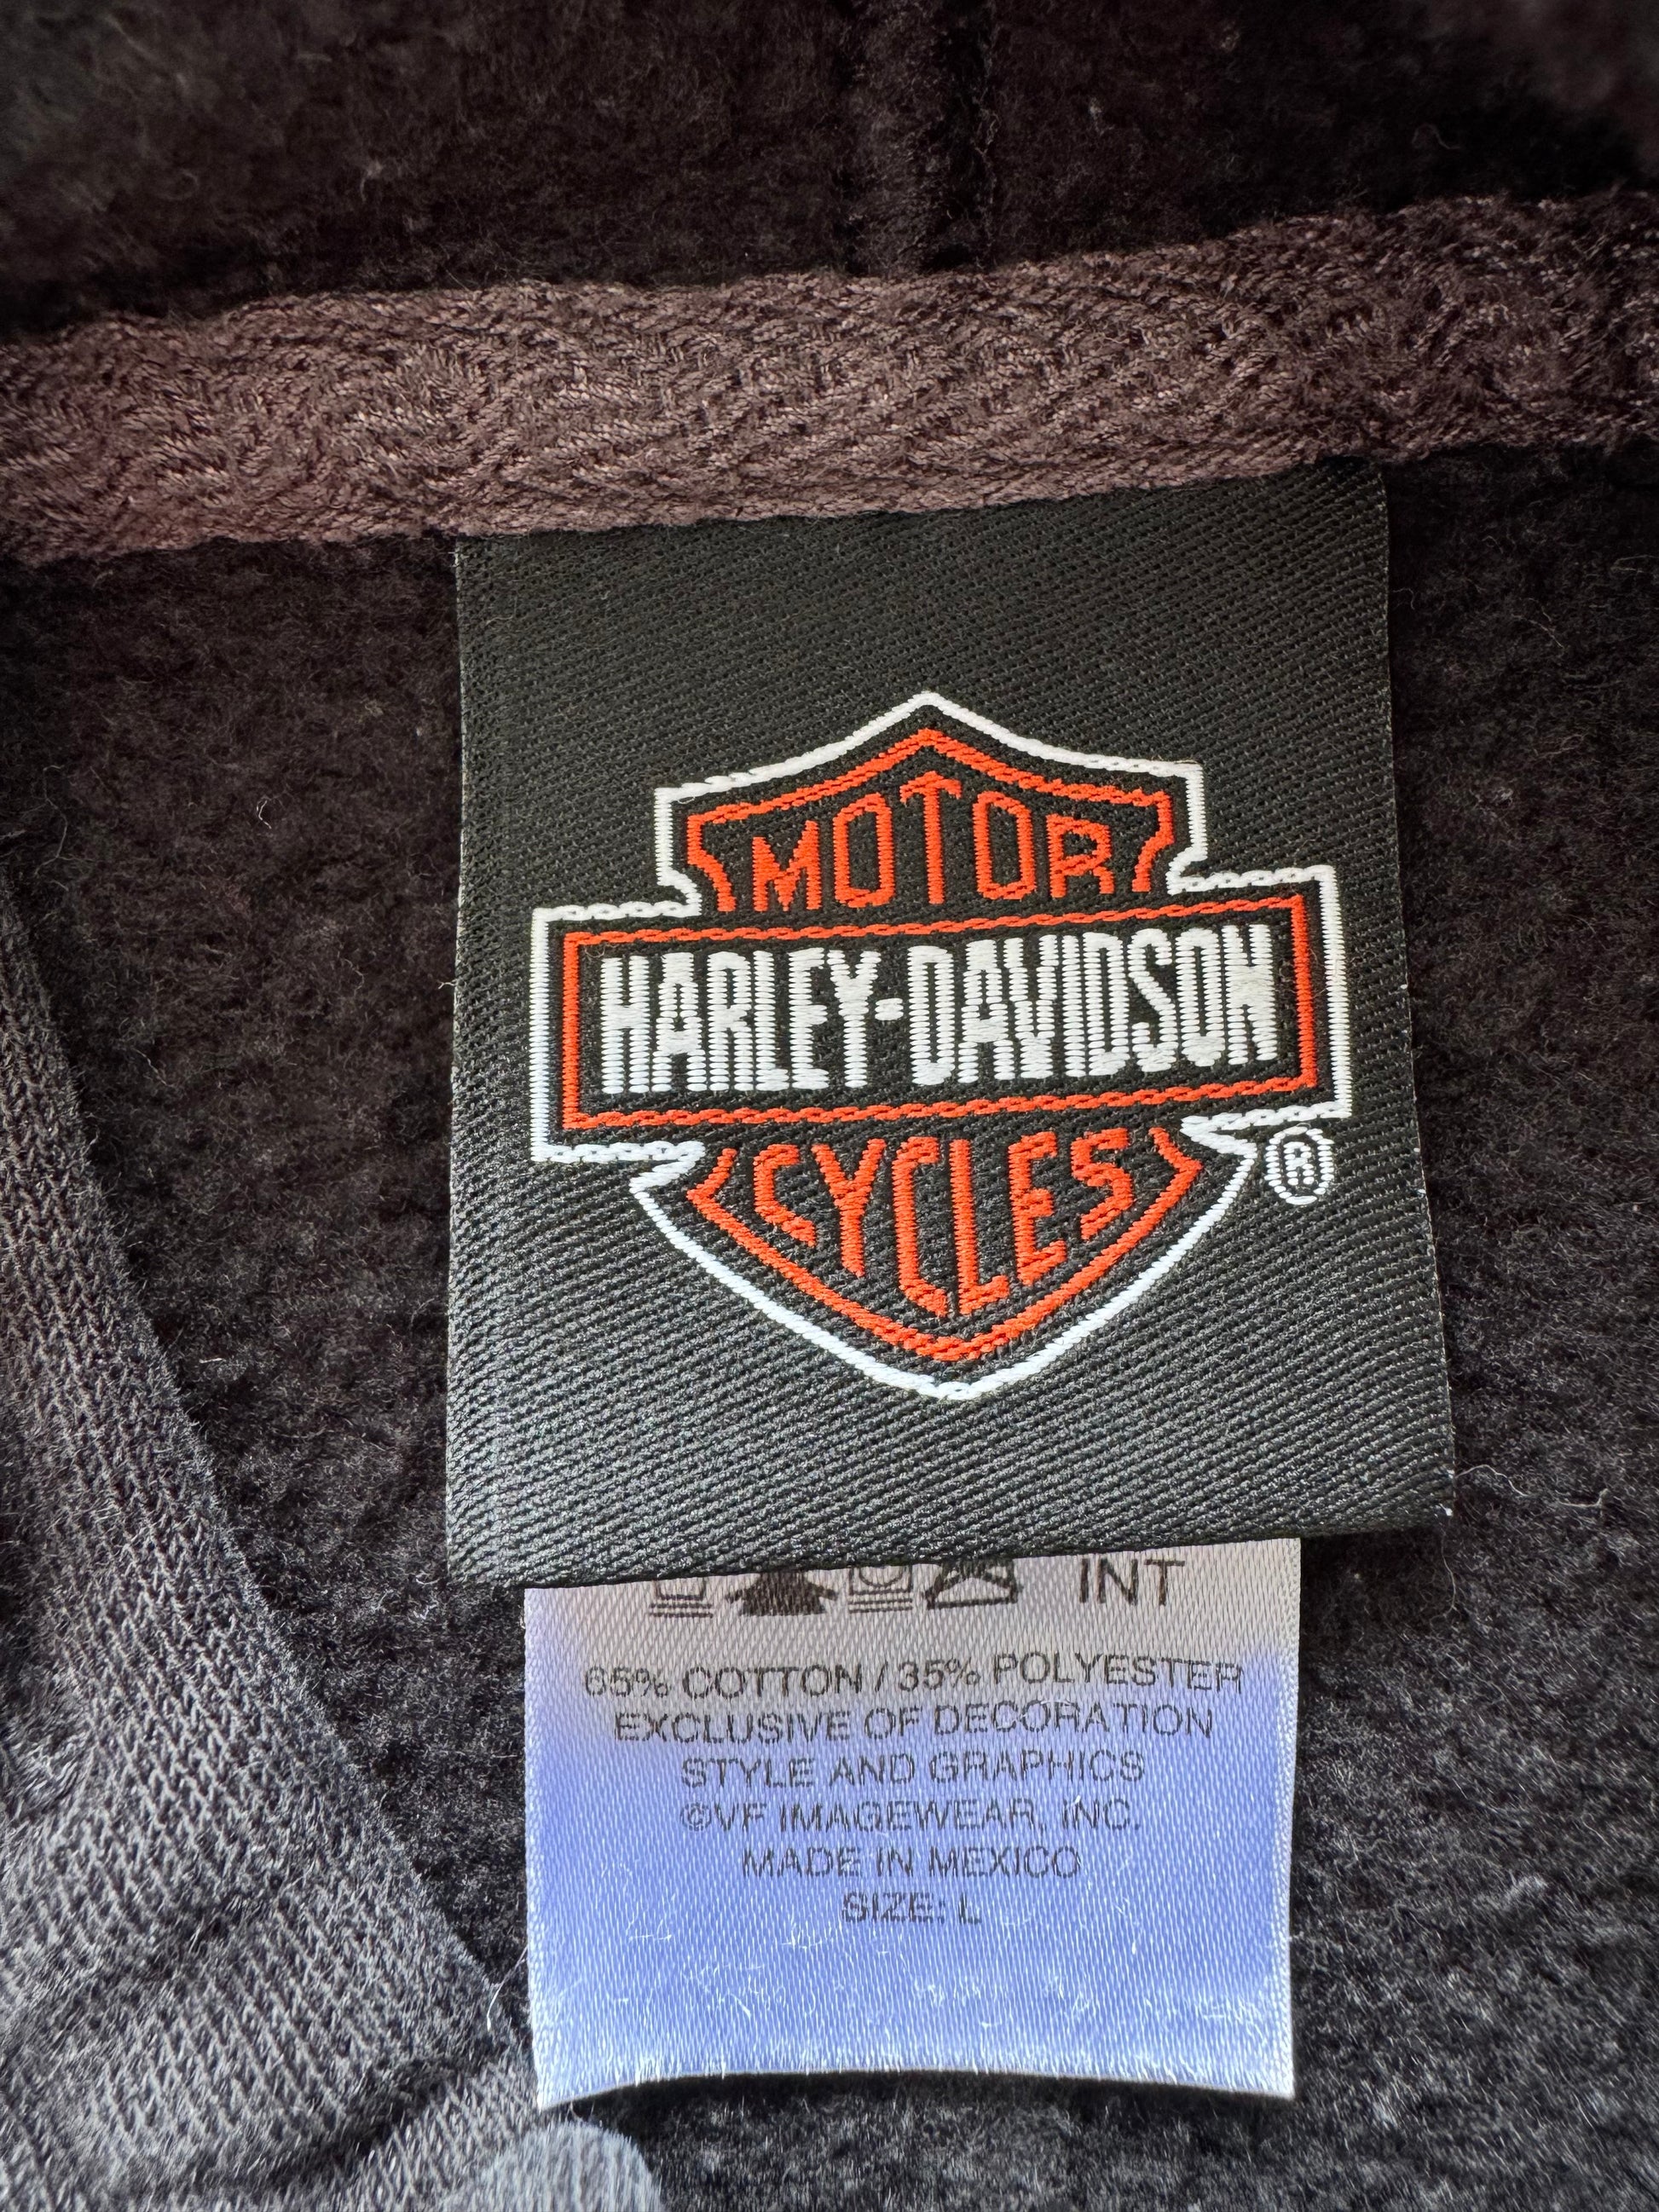 MOTOR
HARLEY-DAVIDSON
CYCLES
®
INT
65% COTTON / 35% POLYESTER
EXCLUSIVE OF DECORATION
STYLE AND GRAPHICS
©VF IMAGEWEAR, INC.
MADE IN MEXICO
SIZE: L